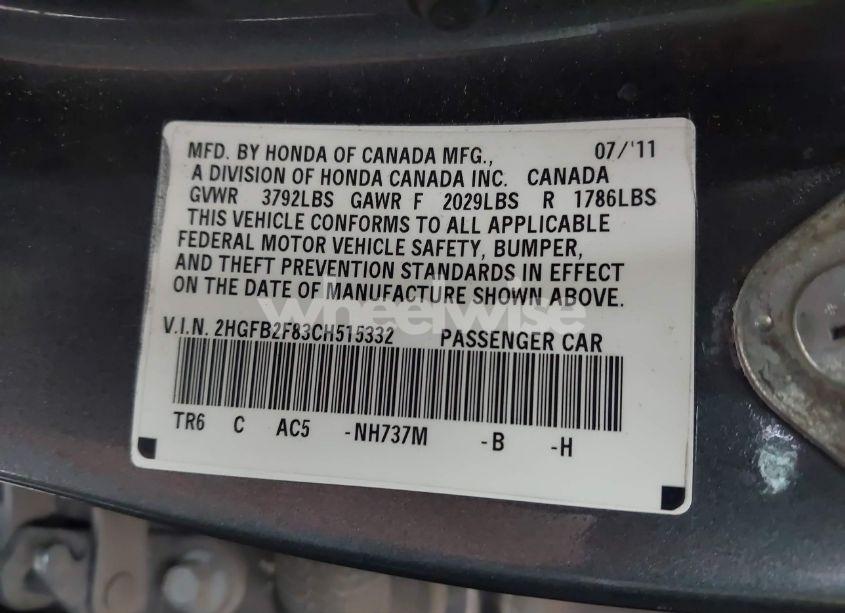 MFD. BY HONDA OF CANADA MFG., 07/'11
A DIVISION OF HONDA CANADA INC. CANADA
GVWR 3792LBS GAWR F 2029LBS R 1786LBS
THIS VEHICLE CONFORMS TO ALL APPLICABLE
FEDERAL MOTOR VEHICLE SAFETY, BUMPER,
AND THEFT PREVENTION STANDARDS IN EFFECT
ON THE DATE OF MANUFACTURE SHOWN ABOVE.
wheelwise
V.I.N. 2HGFB2F83CH515332 PASSENGER CAR
TR6 C AC5 -NH737M -B -H